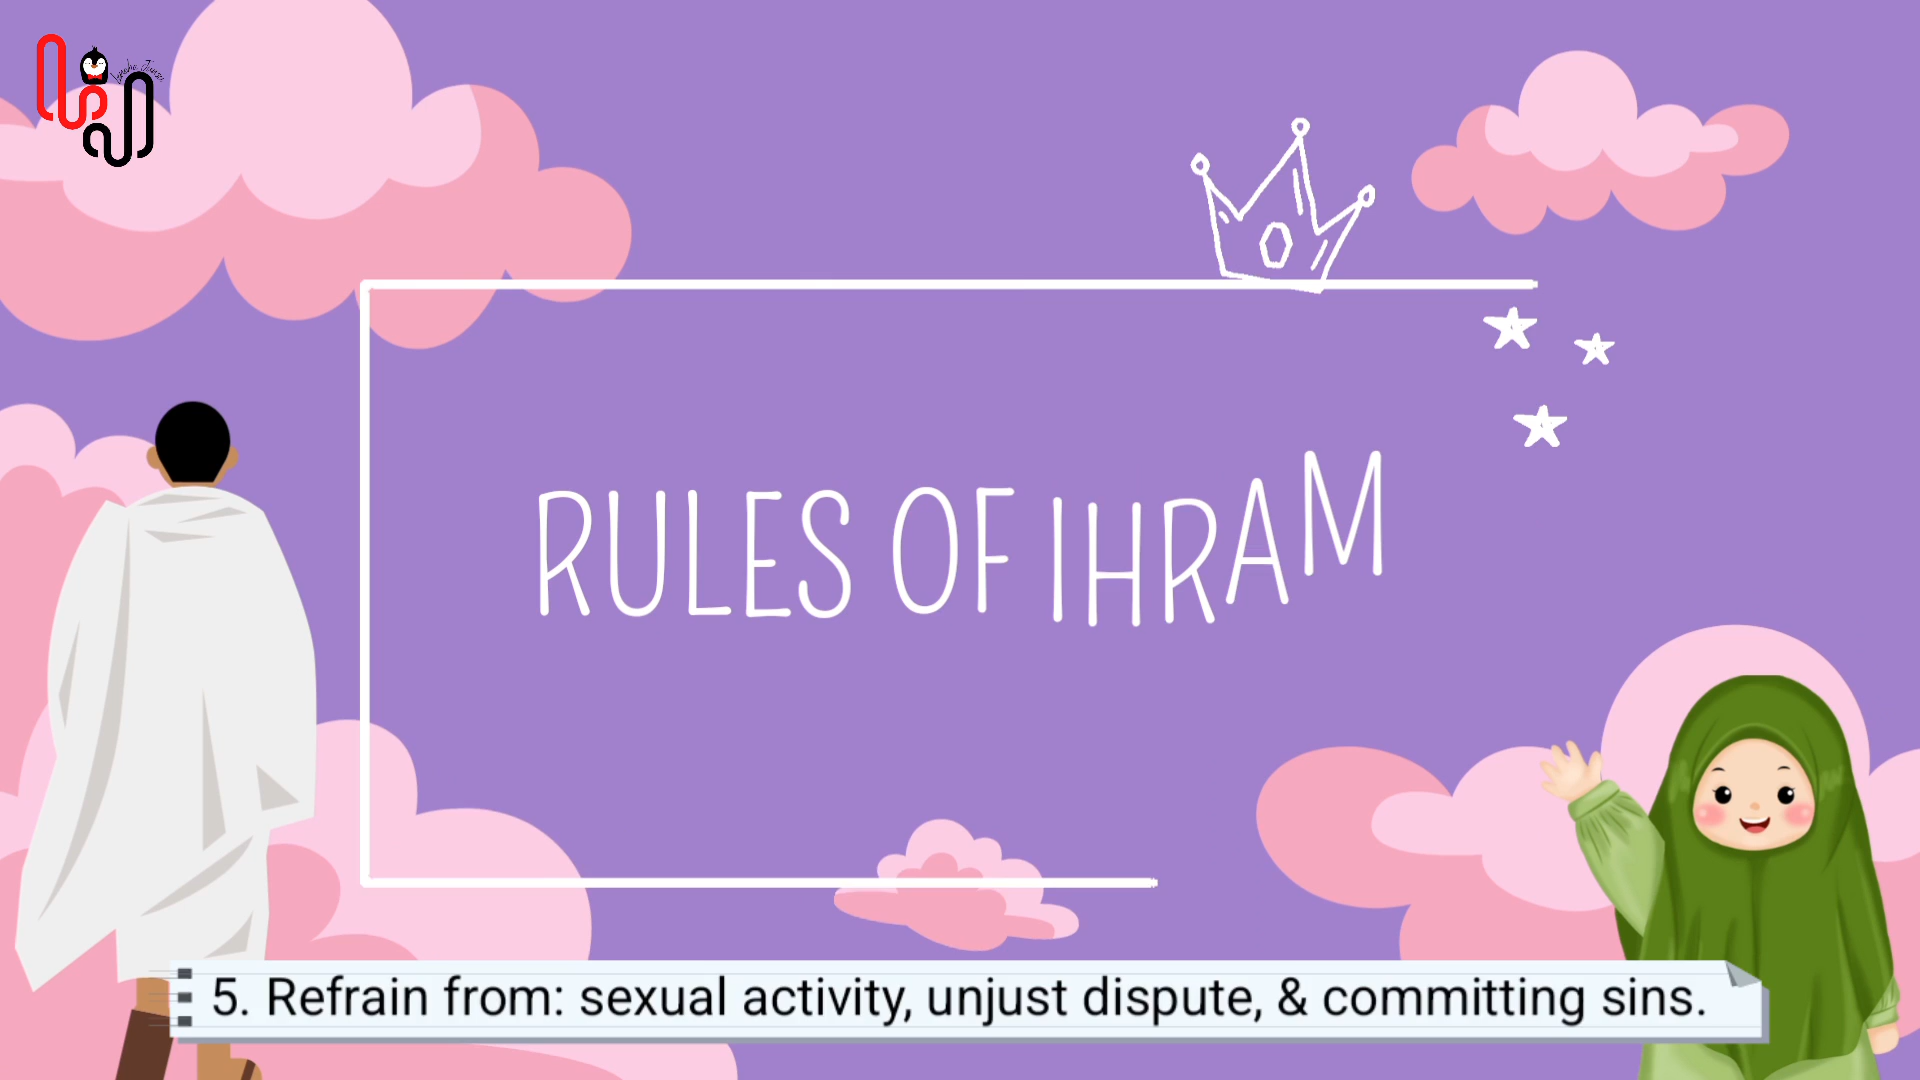 RULES OF IHRAM
5. Refrain from: sexual activity, unjust dispute, & committing sins.